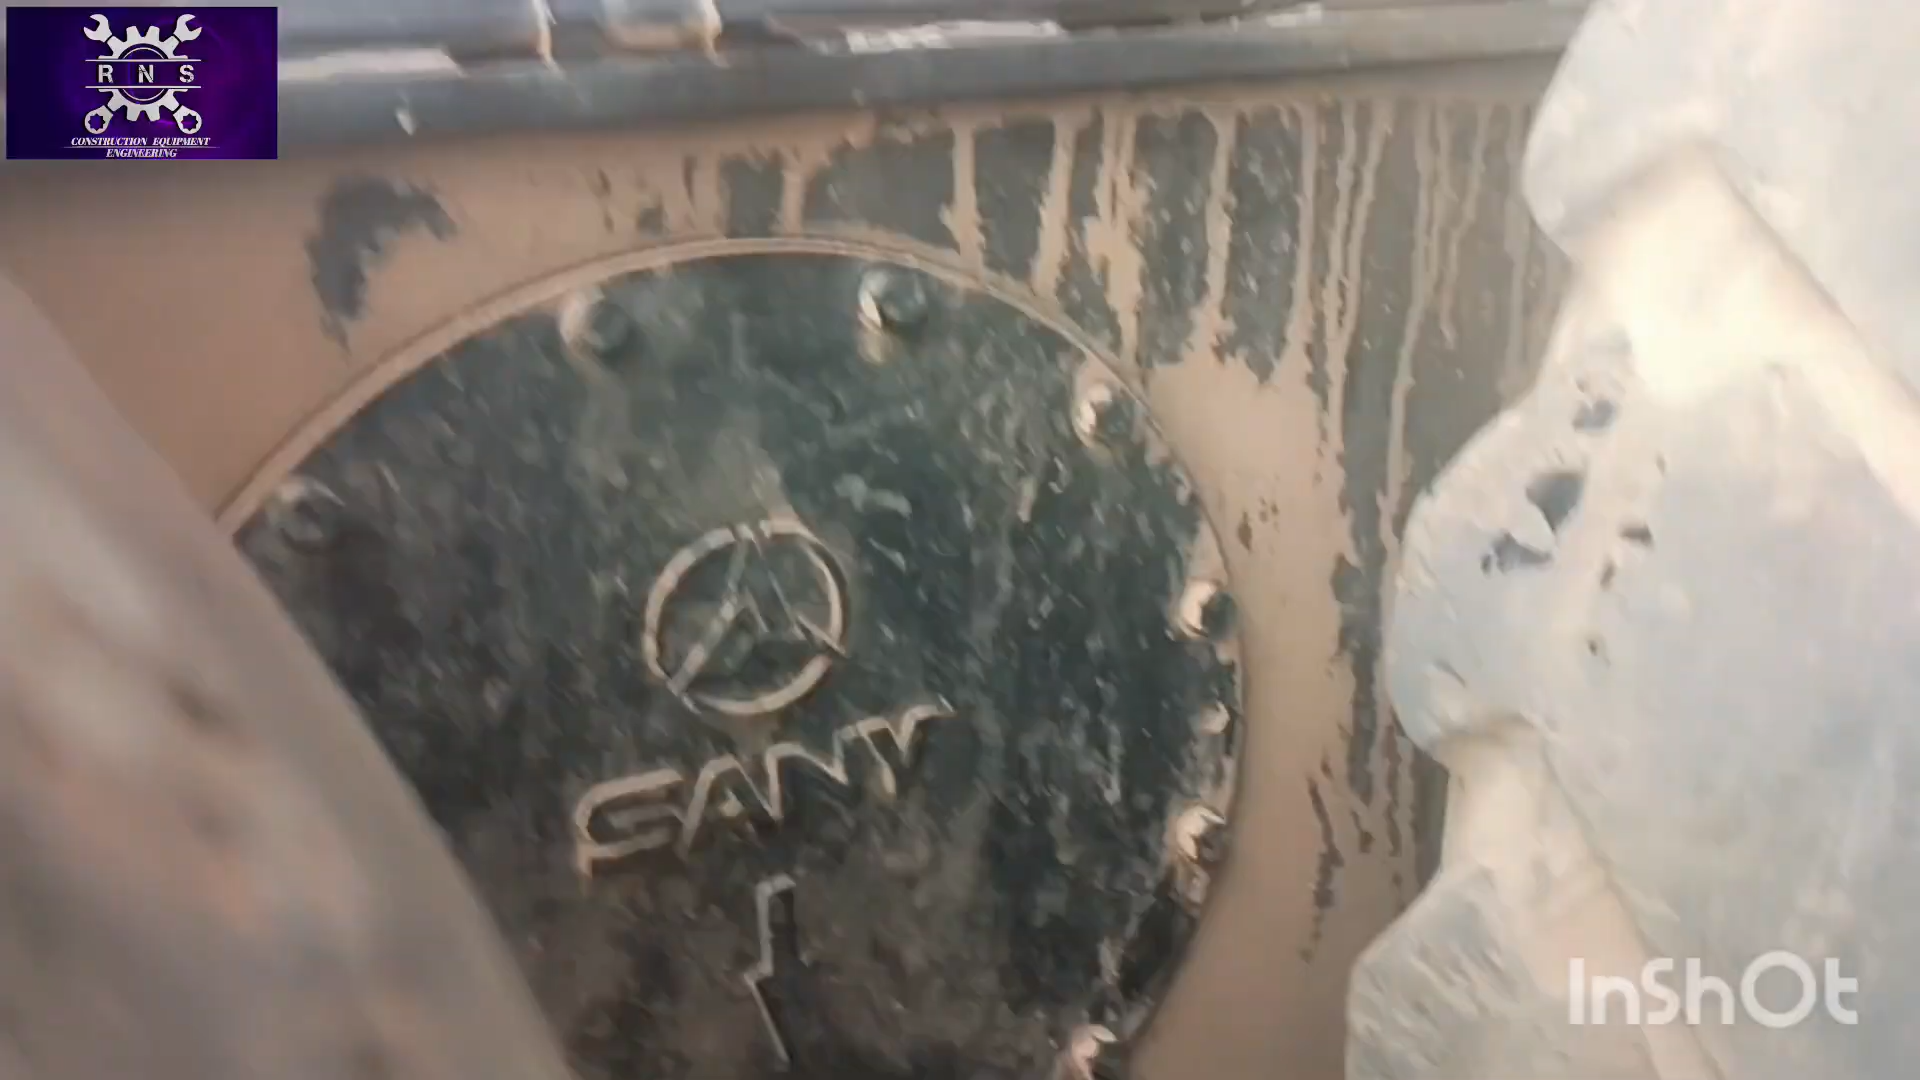 R N S
CONSTRUCTION EQUIPMENT
ENGINEERING
SANY
InShOt